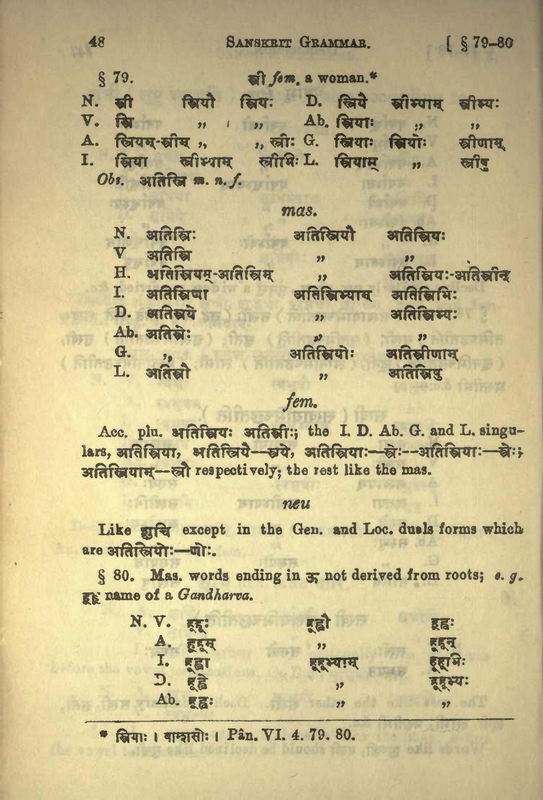 48 SANSKRIT GRAMMAR. [ § 79-80
§ 79. स्त्री fem. a woman.*
N. स्त्री स्त्रियौ स्त्रियः D. स्त्रियै स्त्रीभ्याम् स्त्रीभ्यः
V. स्त्रि „ „ Ab. स्त्रियाः „ „
A. स्त्रियम्-स्त्रीम् „ „ स्त्रीः G. स्त्रियाः स्त्रियोः स्त्रीणाम्
I. स्त्रिया स्त्रीभ्याम् स्त्रीभिः L. स्त्रियाम् „ स्त्रीषु
Obs. अतिस्त्रि m. n. f.
mas.
N. अतिस्त्रिः अतिस्त्रियौ अतिस्त्रियः
V अतिस्त्रि „ „
H. अतिस्त्रियम्-अतिस्त्रिम् „ अतिस्त्रियः-अतिस्त्रीन्
I. अतिस्त्रिणा अतिस्त्रिभ्याम् अतिस्त्रिभिः
D. अतिस्त्रये „ अतिस्त्रिभ्यः
Ab. अतिस्त्रेः „ „
G. „ अतिस्त्रियोः अतिस्त्रीणाम्
L. अतिस्त्रौ „ अतिस्त्रिषु
fem.
Acc. plu. अतिस्त्रियः अतिस्त्रीः; the I. D. Ab. G. and L. singu-
lars, अतिस्त्रिया, अतिस्त्रियै—स्त्रये, अतिस्त्रियाः—स्त्रेः—अतिस्त्रियाः—स्त्रेः;
अतिस्त्रियाम्—स्त्रौ respectively; the rest like the mas.
neu
Like शुचि except in the Gen. and Loc. duals forms which
are अतिस्त्रियोः—णोः.
§ 80. Mas. words ending in ऊ not derived from roots; e. g.
हूहू name of a Gandharva.
N. V. हूहूः हूह्वौ हूह्वः
A. हूहूम् „ हूहून्
I. हूह्वा हूहूभ्याम् हूहूभिः
D. हूह्वे „ हूहूभ्यः
Ab. हूह्वः „ „
* स्त्रियाः । वाम्शसोः । Pân. VI. 4. 79. 80.